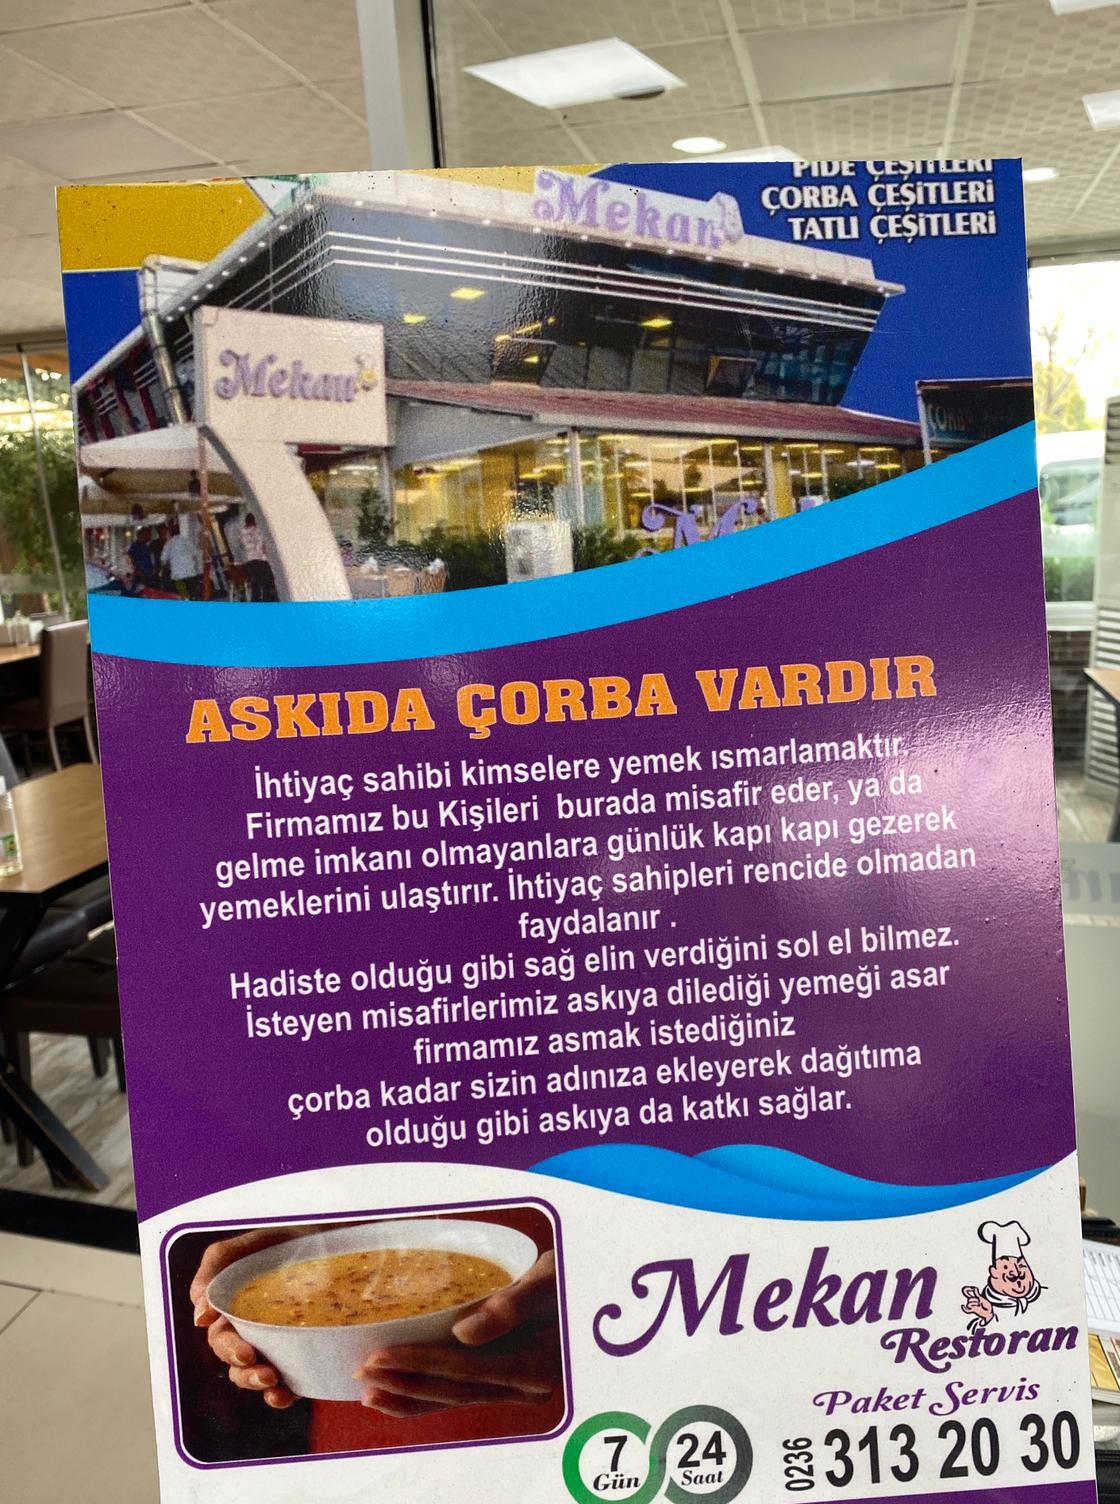 PİDE ÇEŞİTLERİ
ÇORBA ÇEŞİTLERİ
TATLI ÇEŞİTLERİ
Mekan
Mekan
ASKIDA ÇORBA VARDIR
İhtiyaç sahibi kimselere yemek ısmarlamaktır.
Firmamız bu Kişileri burada misafir eder, ya da
gelme imkanı olmayanlara günlük kapı kapı gezerek
yemeklerini ulaştırır. İhtiyaç sahipleri rencide olmadan
faydalanır .
Hadiste olduğu gibi sağ elin verdiğini sol el bilmez.
İsteyen misafirlerimiz askıya dilediği yemeği asar
firmamız asmak istediğiniz
çorba kadar sizin adınıza ekleyerek dağıtıma
olduğu gibi askıya da katkı sağlar.
Mekan
Restoran
Paket Servis
7 Gün 24 Saat
0236 313 20 30